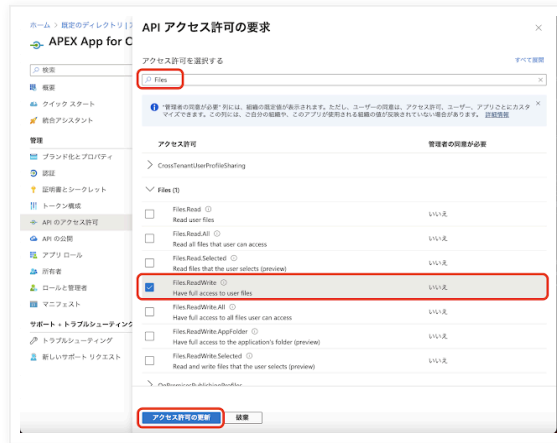 ホーム > 既定のディレクトリ |
APEX App for C
検索
概要
クイック スタート
統合アシスタント
管理
ブランド化とプロパティ
認証
証明書とシークレット
トークン構成
API のアクセス許可
API の公開
アプリ ロール
所有者
ロールと管理者
マニフェスト
サポート + トラブルシューティング
トラブルシューティング
新しいサポート リクエスト
API アクセス許可の要求
アクセス許可を選択する
すべて展開
Files
"管理者の同意が必要" 列には、組織の既定値が表示されます。ただし、ユーザーの同意は、アクセス許可、ユーザー、アプリごとにカスタ
マイズできます。この列には、ご自分の組織や、このアプリが使用される組織の値が反映されていない場合があります。 詳細情報
アクセス許可
管理者の同意が必要
CrossTenantUserProfileSharing
Files (1)
Files.Read
Read user files
いいえ
Files.Read.All
Read all files that user can access
いいえ
Files.Read.Selected
Read files that the user selects (preview)
いいえ
Files.ReadWrite
Have full access to user files
いいえ
Files.ReadWrite.All
Have full access to all files user can access
いいえ
Files.ReadWrite.AppFolder
Have full access to the application's folder (preview)
いいえ
Files.ReadWrite.Selected
Read and write files that the user selects (preview)
いいえ
OnPremisesPublishingProfiles
アクセス許可の更新
破棄